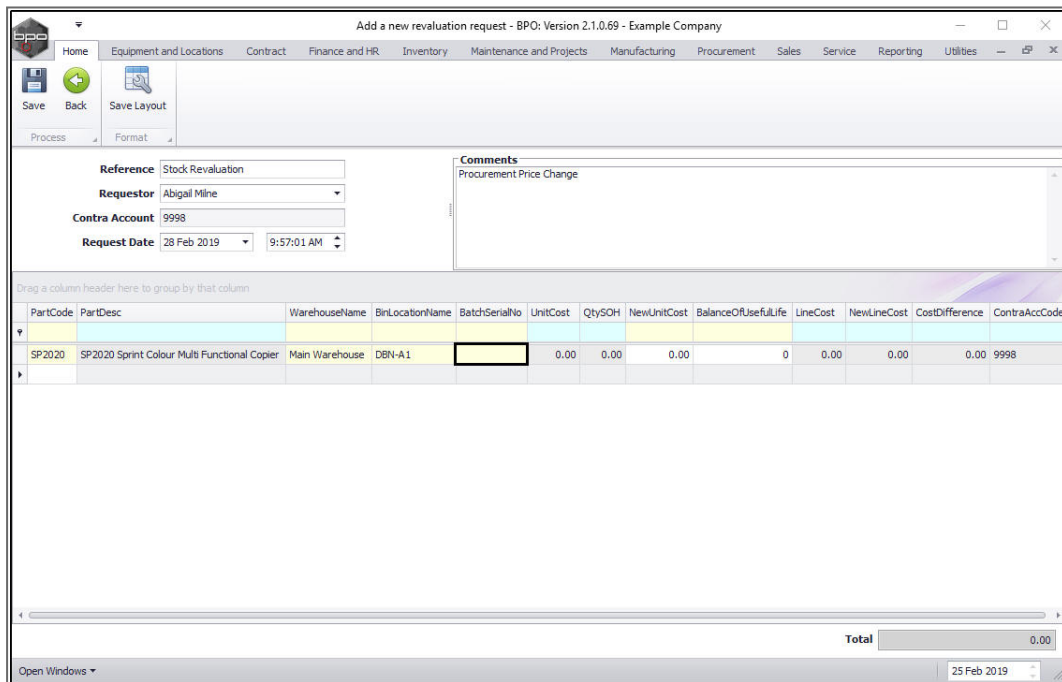 Add a new revaluation request - BPO: Version 2.1.0.69 - Example Company
bpo
Home Equipment and Locations Contract Finance and HR Inventory Maintenance and Projects Manufacturing Procurement Sales Service Reporting Utilities
Save Back Save Layout
Process Format
Reference Stock Revaluation
Requestor Abigail Milne
Contra Account 9998
Request Date 28 Feb 2019 9:57:01 AM
Comments
Procurement Price Change
Drag a column header here to group by that column
PartCode PartDesc WarehouseName BinLocationName BatchSerialNo UnitCost QtySOH NewUnitCost BalanceOfUsefulLife LineCost NewLineCost CostDifference ContraAccCode
SP2020 SP2020 Sprint Colour Multi Functional Copier Main Warehouse DBN-A1 0.00 0.00 0.00 0 0.00 0.00 0.00 9998
Total 0.00
Open Windows 25 Feb 2019